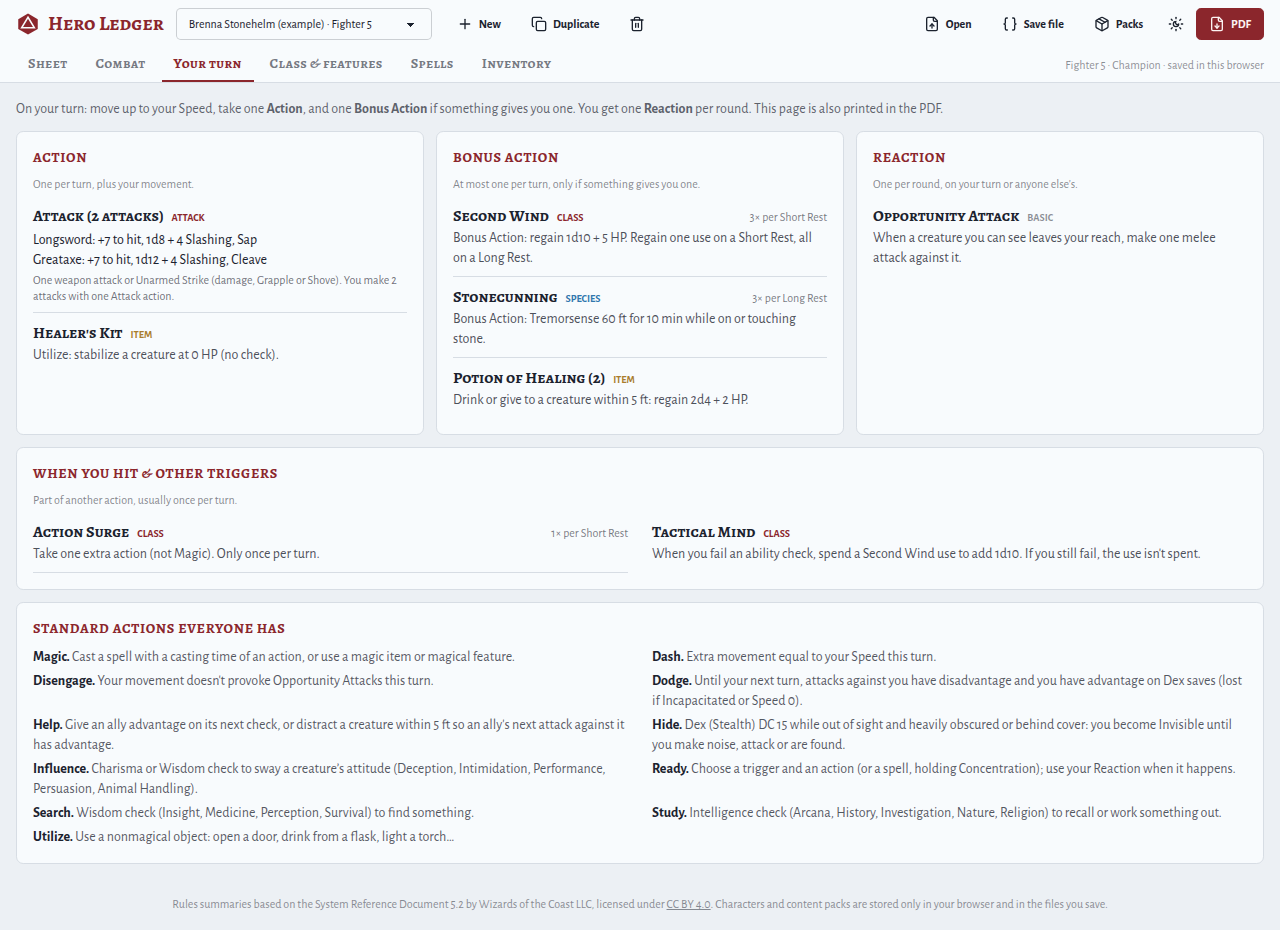 Hero Ledger
Brenna Stonehelm (example) · Fighter 5
New
Duplicate
Open
Save file
Packs
PDF
Sheet
Combat
Your turn
Class & features
Spells
Inventory
Fighter 5 · Champion · saved in this browser
On your turn: move up to your Speed, take one Action, and one Bonus Action if something gives you one. You get one Reaction per round. This page is also printed in the PDF.
ACTION
One per turn, plus your movement.
Attack (2 attacks) ATTACK
Longsword: +7 to hit, 1d8 + 4 Slashing, Sap
Greataxe: +7 to hit, 1d12 + 4 Slashing, Cleave
One weapon attack or Unarmed Strike (damage, Grapple or Shove). You make 2
attacks with one Attack action.
Healer's Kit ITEM
Utilize: stabilize a creature at 0 HP (no check).
BONUS ACTION
At most one per turn, only if something gives you one.
Second Wind CLASS 3× per Short Rest
Bonus Action: regain 1d10 + 5 HP. Regain one use on a Short Rest, all
on a Long Rest.
Stonecunning SPECIES 3× per Long Rest
Bonus Action: Tremorsense 60 ft for 10 min while on or touching
stone.
Potion of Healing (2) ITEM
Drink or give to a creature within 5 ft: regain 2d4 + 2 HP.
REACTION
One per round, on your turn or anyone else's.
Opportunity Attack BASIC
When a creature you can see leaves your reach, make one melee
attack against it.
WHEN YOU HIT & OTHER TRIGGERS
Part of another action, usually once per turn.
Action Surge CLASS 1× per Short Rest
Take one extra action (not Magic). Only once per turn.
Tactical Mind CLASS
When you fail an ability check, spend a Second Wind use to add 1d10. If you still fail, the use isn't spent.
STANDARD ACTIONS EVERYONE HAS
Magic. Cast a spell with a casting time of an action, or use a magic item or magical feature.
Dash. Extra movement equal to your Speed this turn.
Disengage. Your movement doesn't provoke Opportunity Attacks this turn.
Dodge. Until your next turn, attacks against you have disadvantage and you have advantage on Dex saves (lost
if Incapacitated or Speed 0).
Help. Give an ally advantage on its next check, or distract a creature within 5 ft so an ally's next attack against it
has advantage.
Hide. Dex (Stealth) DC 15 while out of sight and heavily obscured or behind cover: you become Invisible until
you make noise, attack or are found.
Influence. Charisma or Wisdom check to sway a creature's attitude (Deception, Intimidation, Performance,
Persuasion, Animal Handling).
Ready. Choose a trigger and an action (or a spell, holding Concentration); use your Reaction when it happens.
Search. Wisdom check (Insight, Medicine, Perception, Survival) to find something.
Study. Intelligence check (Arcana, History, Investigation, Nature, Religion) to recall or work something out.
Utilize. Use a nonmagical object: open a door, drink from a flask, light a torch…
Rules summaries based on the System Reference Document 5.2 by Wizards of the Coast LLC, licensed under CC BY 4.0. Characters and content packs are stored only in your browser and in the files you save.